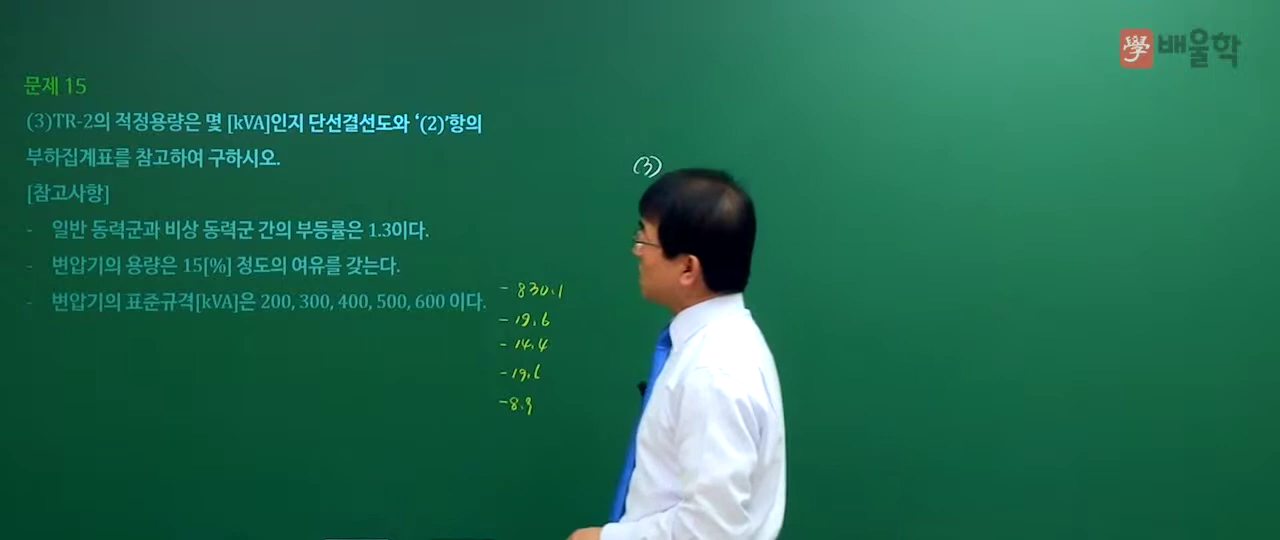 學 배울학
문제 15
(3)TR-2의 적정용량은 몇 [kVA]인지 단선결선도와 ‘(2)’항의
부하집계표를 참고하여 구하시오.
[참고사항]
- 일반 동력군과 비상 동력군 간의 부등률은 1.3이다.
- 변압기의 용량은 15[%] 정도의 여유를 갖는다.
- 변압기의 표준규격[kVA]은 200, 300, 400, 500, 600 이다.
(3)
- 830.1
- 19.6
- 14.4
- 19.6
- 8.9